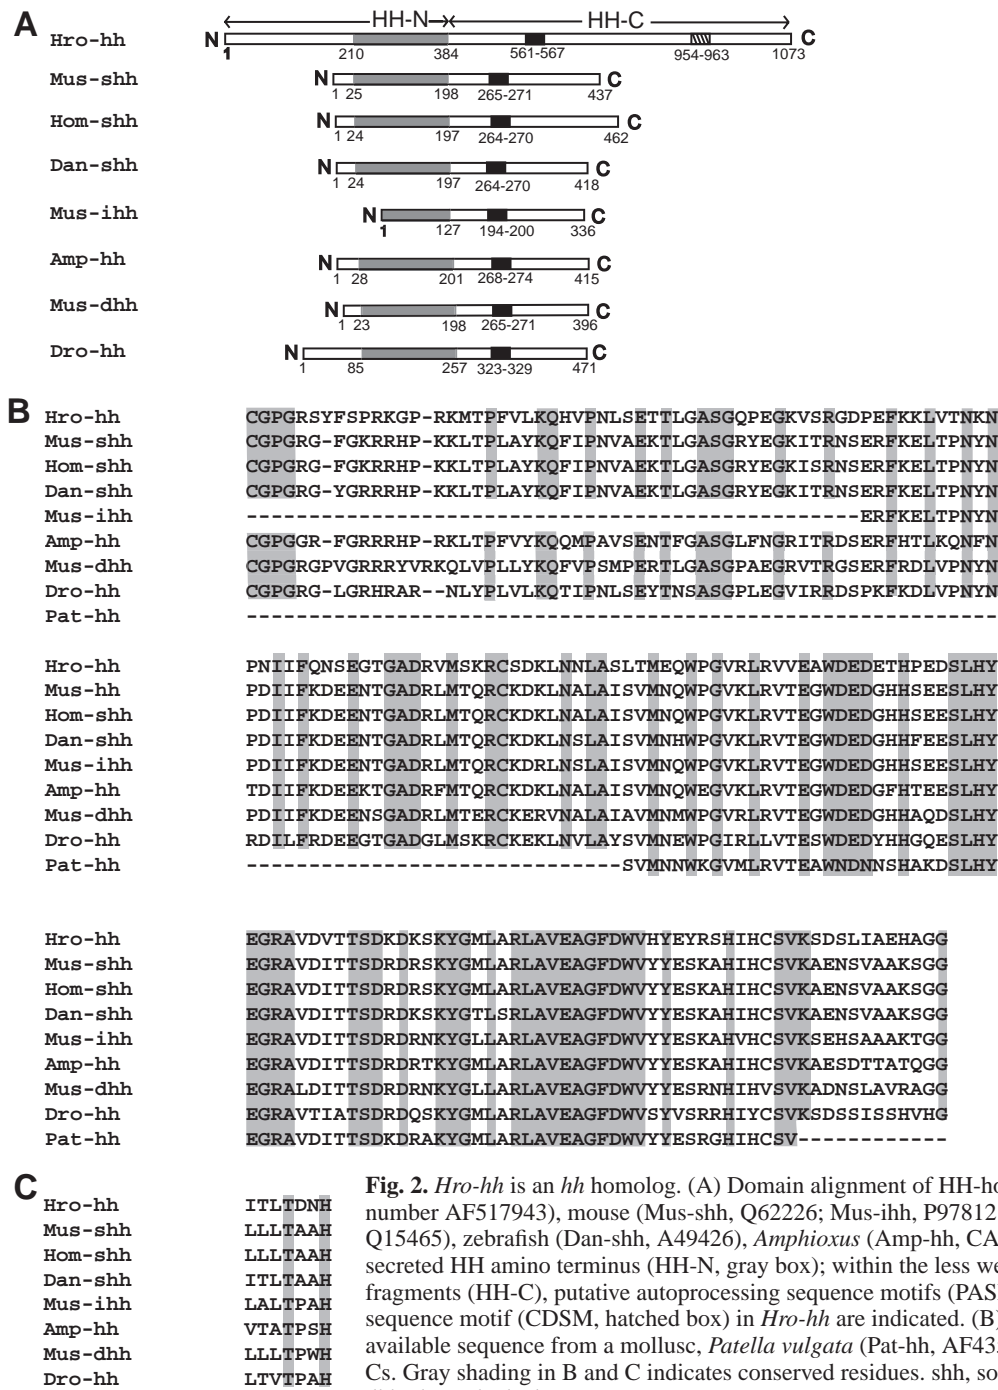 A
HH-N HH-C
Hro-hh N C
1 210 384 561-567 954-963 1073
Mus-shh N C
1 25 198 265-271 437
Hom-shh N C
1 24 197 264-270 462
Dan-shh N C
1 24 197 264-270 418
Mus-ihh N C
1 127 194-200 336
Amp-hh N C
1 28 201 268-274 415
Mus-dhh N C
1 23 198 265-271 396
Dro-hh N C
1 85 257 323-329 471
B
Hro-hh CGPGRSYFSPRKGP-RKMTPFVLKQHVPNLSETTLGASGQPEGKVSRGDPEFKKLVTNKN
Mus-shh CGPGRG-FGKRRHP-KKLTPLAYKQFIPNVAEKTLGASGRYEGKITRNSERFKELTPNYN
Hom-shh CGPGRG-FGKRRHP-KKLTPLAYKQFIPNVAEKTLGASGRYEGKISRNSERFKELTPNYN
Dan-shh CGPGRG-YGRRRHP-KKLTPLAYKQFIPNVAEKTLGASGRYEGKITRNSERFKELTPNYN
Mus-ihh -------------------------------------------------ERFKELTPNYN
Amp-hh CGPGGR-FGRRRHP-RKLTPFVYKQQMPAVSENTFGASGLFNGRITRDSERFHTLKQNFN
Mus-dhh CGPGRGPVGRRRYVRKQLVPLLYKQFVPSMPERTLGASGPAEGRVTRGSERFRDLVPNYN
Dro-hh CGPGRG-LGRHRAR--NLYPLVLKQTIPNLSEYTNSASGPLEGVIRRDSPKFKDLVPNYN
Pat-hh ------------------------------------------------------------
Hro-hh PNIIFQNSEGTGADRVMSKRCSDKLNNLASLTMEQWPGVRLRVVEAWDEDETHPEDSLHY
Mus-hh PDIIFKDEENTGADRLMTQRCKDKLNALAISVMNQWPGVKLRVTEGWDEDGHHSEESLHY
Hom-shh PDIIFKDEENTGADRLMTQRCKDKLNALAISVMNQWPGVKLRVTEGWDEDGHHSEESLHY
Dan-shh PDIIFKDEENTGADRLMTQRCKDKLNSLAISVMNHWPGVKLRVTEGWDEDGHHFEESLHY
Mus-ihh PDIIFKDEENTGADRLMTQRCKDRLNSLAISVMNQWPGVKLRVTEGWDEDGHHSEESLHY
Amp-hh TDIIFKDEEKTGADRFMTQRCKDKLNALAISVMNQWEGVKLRVTEGWDEDGFHTEESLHY
Mus-dhh PDIIFKDEENSGADRLMTERCKERVNALAIAVMNMWPGVRLRVTEGWDEDGHHAQDSLHY
Dro-hh RDILFRDEEGTGADGLMSKRCKEKLNVLAYSVMNEWPGIRLLVTESWDEDYHHGQESLHY
Pat-hh ------------------------------SVMNNWKGVMLRVTEAWNDNNSHAKDSLHY
Hro-hh EGRAVDVTTSDKDKSKYGMLARLAVEAGFDWVHYEYRSHIHCSVKSDSLIAEHAGG
Mus-shh EGRAVDITTSDRDRSKYGMLARLAVEAGFDWVYYESKAHIHCSVKAENSVAAKSGG
Hom-shh EGRAVDITTSDRDRSKYGMLARLAVEAGFDWVYYESKAHIHCSVKAENSVAAKSGG
Dan-shh EGRAVDITTSDRDKSKYGTLSRLAVEAGFDWVYYESKAHIHCSVKAENSVAAKSGG
Mus-ihh EGRAVDITTSDRDRNKYGLLARLAVEAGFDWVYYESKAHVHCSVKSEHSAAAKTGG
Amp-hh EGRAVDITTSDRDRTKYGMLARLAVEAGFDWVYYESKAHIHCSVKAESDTTATQGG
Mus-dhh EGRALDITTSDRDRNKYGLLARLAVEAGFDWVYYESRNHIHVSVKADNSLAVRAGG
Dro-hh EGRAVTIATSDRDQSKYGMLARLAVEAGFDWVSYVSRRHIYCSVKSDSSISSHVHG
Pat-hh EGRAVDITTSDKDRAKYGMLARLAVEAGFDWVYYESRGHIHCSV------------
C
Hro-hh ITLTDNH
Mus-shh LLLTAAH
Hom-shh LLLTAAH
Dan-shh ITLTAAH
Mus-ihh LALTPAH
Amp-hh VTATPSH
Mus-dhh LLLTPWH
Dro-hh LTVTPAH
Fig. 2. Hro-hh is an hh homolog. (A) Domain alignment of HH-ho
number AF517943), mouse (Mus-shh, Q62226; Mus-ihh, P97812
Q15465), zebrafish (Dan-shh, A49426), Amphioxus (Amp-hh, CA
secreted HH amino terminus (HH-N, gray box); within the less we
fragments (HH-C), putative autoprocessing sequence motifs (PAS
sequence motif (CDSM, hatched box) in Hro-hh are indicated. (B)
available sequence from a mollusc, Patella vulgata (Pat-hh, AF43
Cs. Gray shading in B and C indicates conserved residues. shh, so